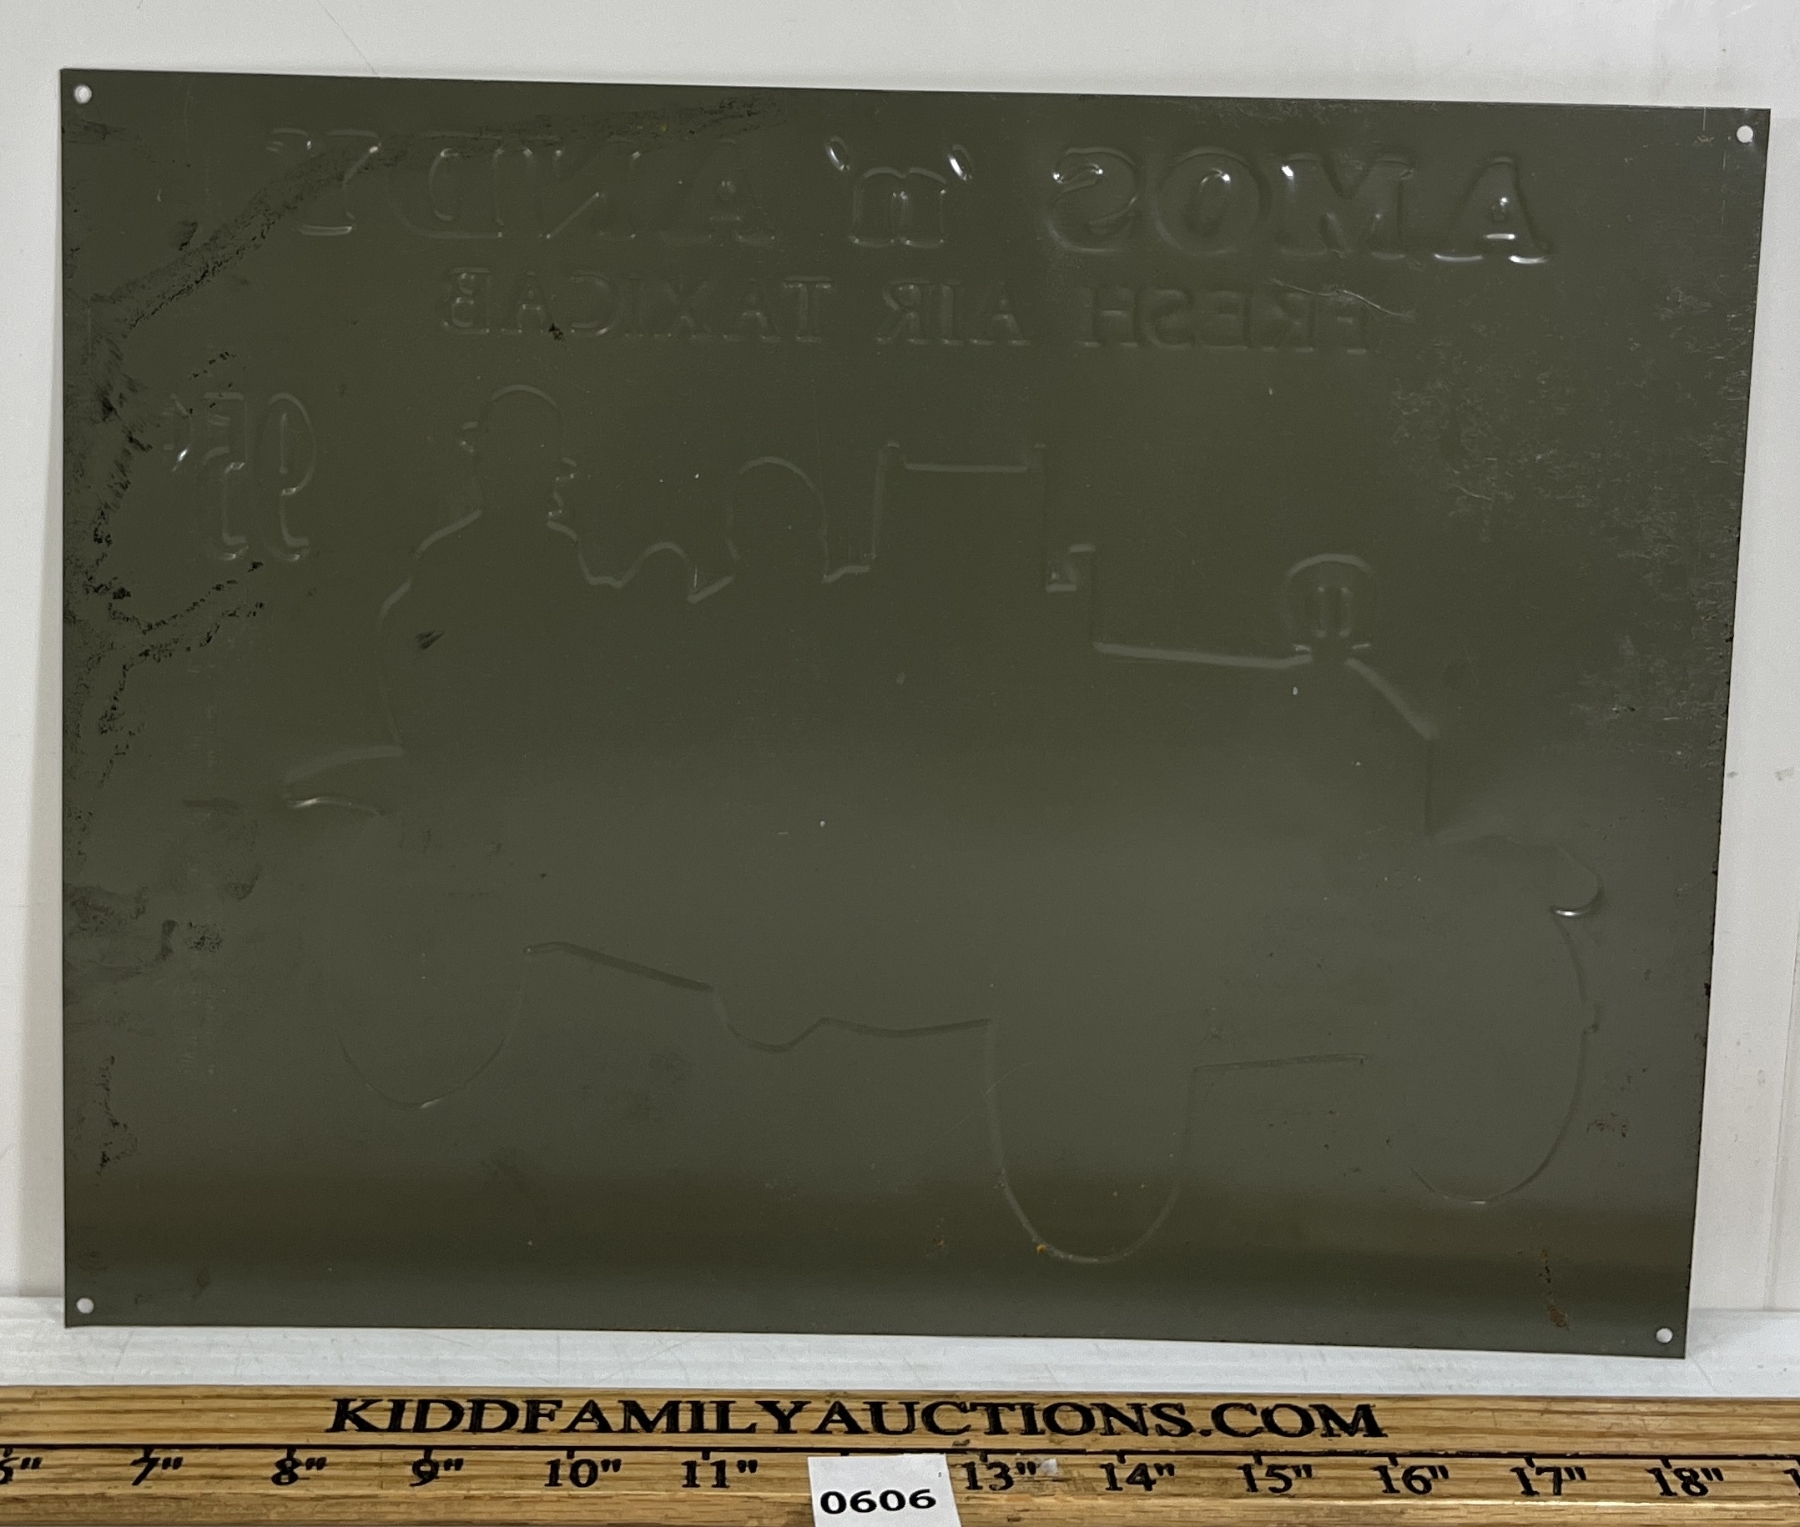 AMOS 'n' ANDY
FRESH AIR TAXICAB
95¢
KIDDFAMILYAUCTIONS.COM
7" 8" 9" 10" 11" 13" 14" 15" 16" 17" 18"
0606